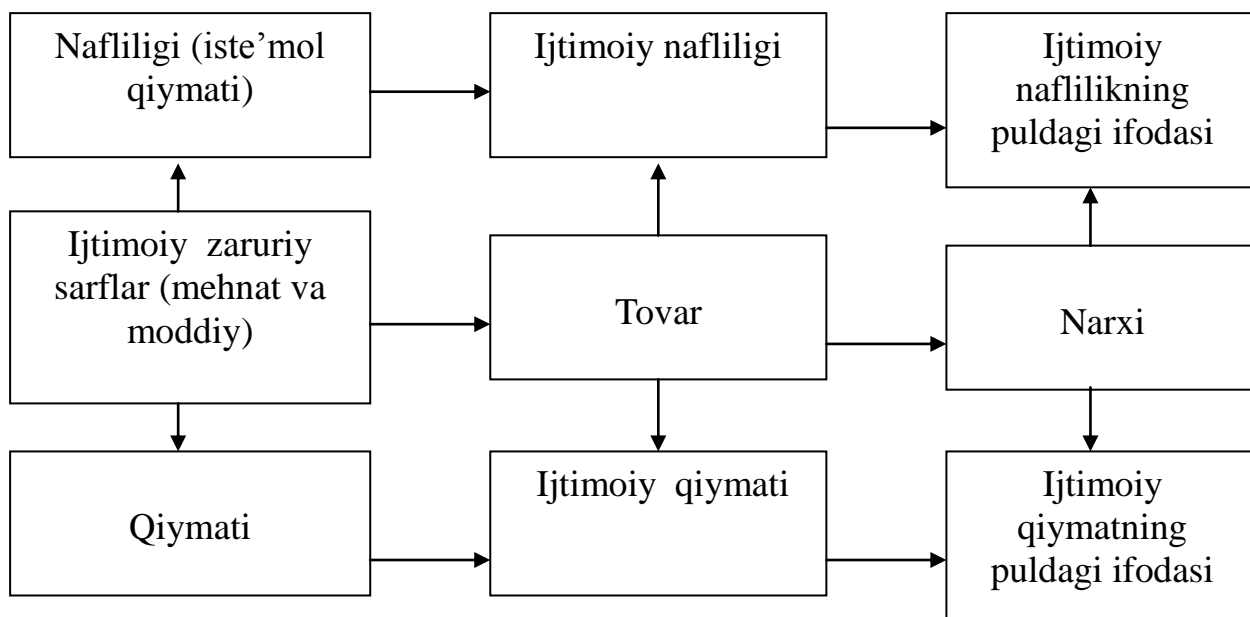 Nafliligi (iste’mol
qiymati)
Ijtimoiy nafliligi
Ijtimoiy
naflilikning
puldagi ifodasi
Ijtimoiy zaruriy
sarflar (mehnat va
moddiy)
Tovar
Narxi
Qiymati
Ijtimoiy qiymati
Ijtimoiy
qiymatning
puldagi ifodasi